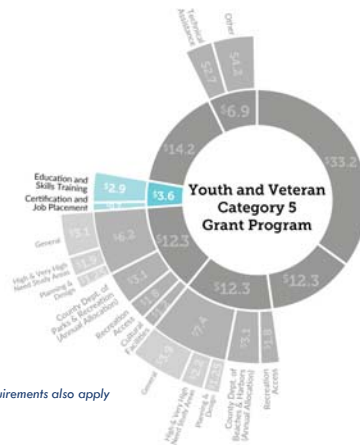 Technical
Assistance
Other
$2.7
$4.2
$6.9
$14.2
$33.2
Education and
Skills Training
$2.9
$3.6
Certification and
Job Placement
Youth and Veteran
Category 5
Grant Program
$3.1
General
$6.2
$12.3
$1.9
High & Very High
Need Study Areas
Planning &
Design
$3.1
County Dept. of
Parks & Recreation
(Annual Allocation)
$1.8
Recreation
Access
$1.2
Cultural
Facilities
$12.3
$12.3
$7.4
$3.1
$1.8
$3.9
General
High & Very High
Need Study Areas
Planning &
Design
County Dept. of
Beaches & Harbors
(Annual Allocation)
Recreation
Access
uirements also apply